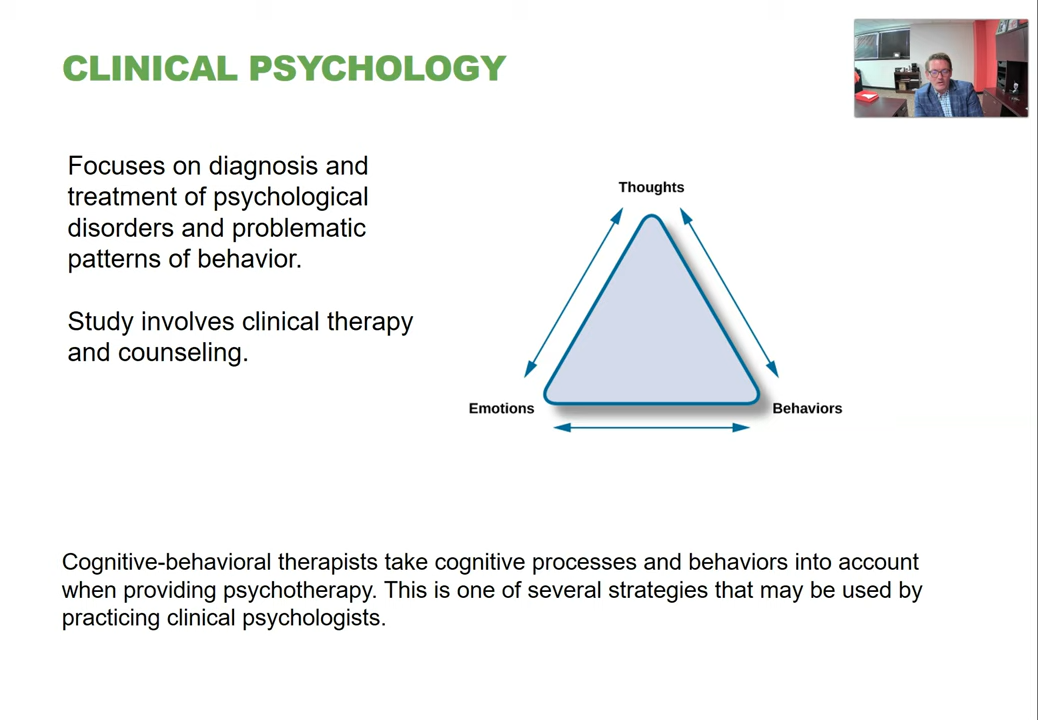 CLINICAL PSYCHOLOGY
Focuses on diagnosis and
treatment of psychological
disorders and problematic
patterns of behavior.
Study involves clinical therapy
and counseling.
Thoughts
Emotions
Behaviors
Cognitive-behavioral therapists take cognitive processes and behaviors into account
when providing psychotherapy. This is one of several strategies that may be used by
practicing clinical psychologists.